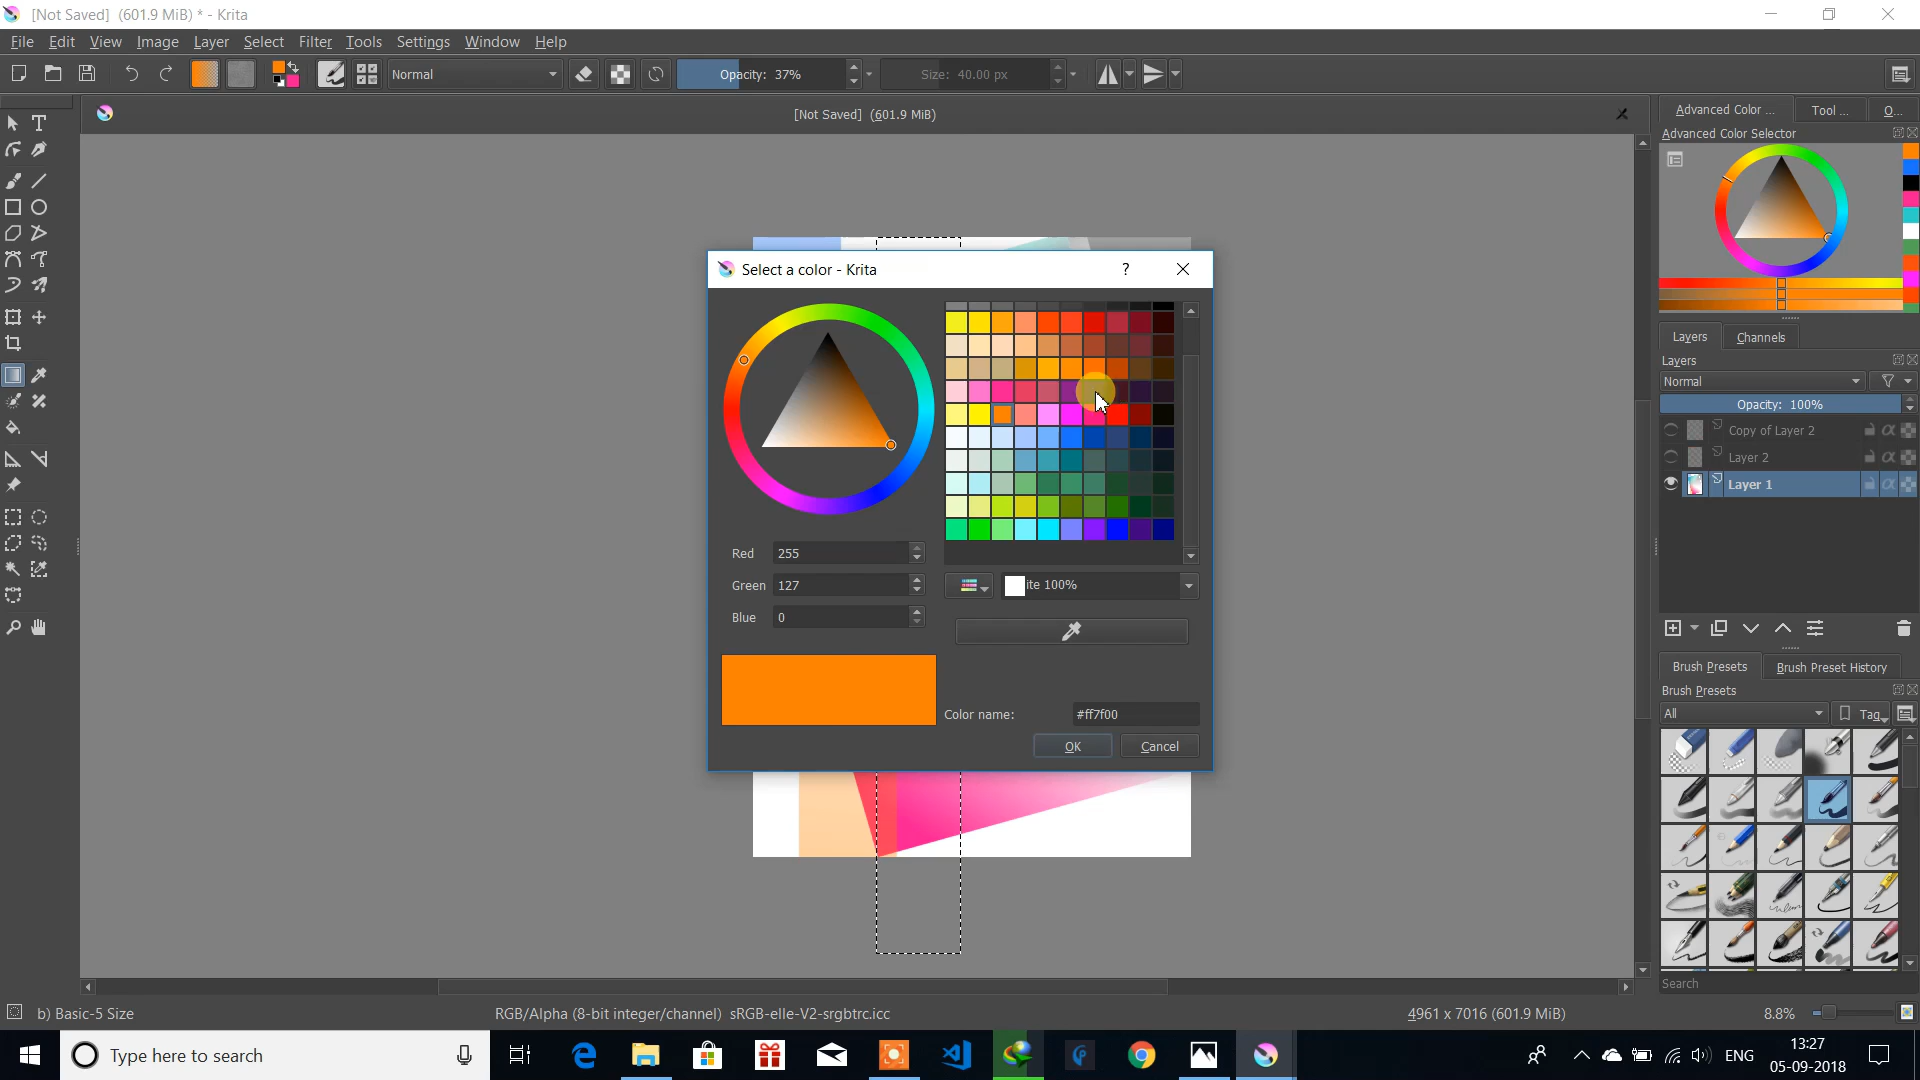 [Not Saved]  (601.9 MiB) * - Krita
File Edit View Image Layer Select Filter Tools Settings Window Help
Normal
Opacity: 37%
Size: 40.00 px
[Not Saved]  (601.9 MiB)
Advanced Color ...
Tool ...
O...
Advanced Color Selector
Select a color - Krita
?
Red 255
Green 127
Blue 0
ite 100%
Color name: #ff7f00
OK
Cancel
Layers
Channels
Layers
Normal
Opacity: 100%
Copy of Layer 2
Layer 2
Layer 1
Brush Presets
Brush Preset History
Brush Presets
All
Tag
Search
b) Basic-5 Size
RGB/Alpha (8-bit integer/channel)  sRGB-elle-V2-srgbtrc.icc
4961 x 7016 (601.9 MiB)
8.8%
Type here to search
ENG
13:27
05-09-2018